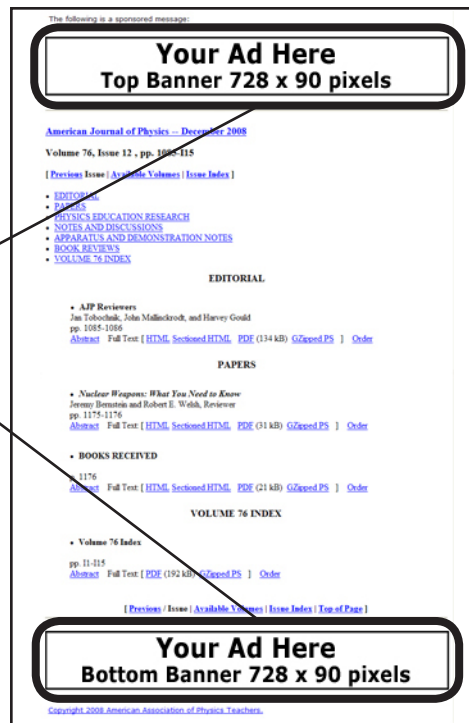 The following is a sponsored message:
Your Ad Here
Top Banner 728 x 90 pixels
American Journal of Physics -- December 2008
Volume 76, Issue 12 , pp. 1085-I15
[ Previous Issue | Available Volumes | Issue Index ]
• EDITORIAL
• PAPERS
• PHYSICS EDUCATION RESEARCH
• NOTES AND DISCUSSIONS
• APPARATUS AND DEMONSTRATION NOTES
• BOOK REVIEWS
• VOLUME 76 INDEX
EDITORIAL
• AJP Reviewers
Jan Tobochnik, John Mallinckrodt, and Harvey Gould
pp. 1085-1086
Abstract Full Text: [ HTML Sectioned HTML PDF (134 kB) GZipped PS ] Order
PAPERS
• Nuclear Weapons: What You Need to Know
Jeremy Bernstein and Robert E. Welsh, Reviewer
pp. 1175-1176
Abstract Full Text: [ HTML Sectioned HTML PDF (31 kB) GZipped PS ] Order
• BOOKS RECEIVED
p. 1176
Abstract Full Text: [ HTML Sectioned HTML PDF (21 kB) GZipped PS ] Order
VOLUME 76 INDEX
• Volume 76 Index
pp. I1-I15
Abstract Full Text: [ PDF (192 kB) GZipped PS ] Order
[ Previous / Issue | Available Volumes | Issue Index | Top of Page ]
Your Ad Here
Bottom Banner 728 x 90 pixels
Copyright 2008 American Association of Physics Teachers.